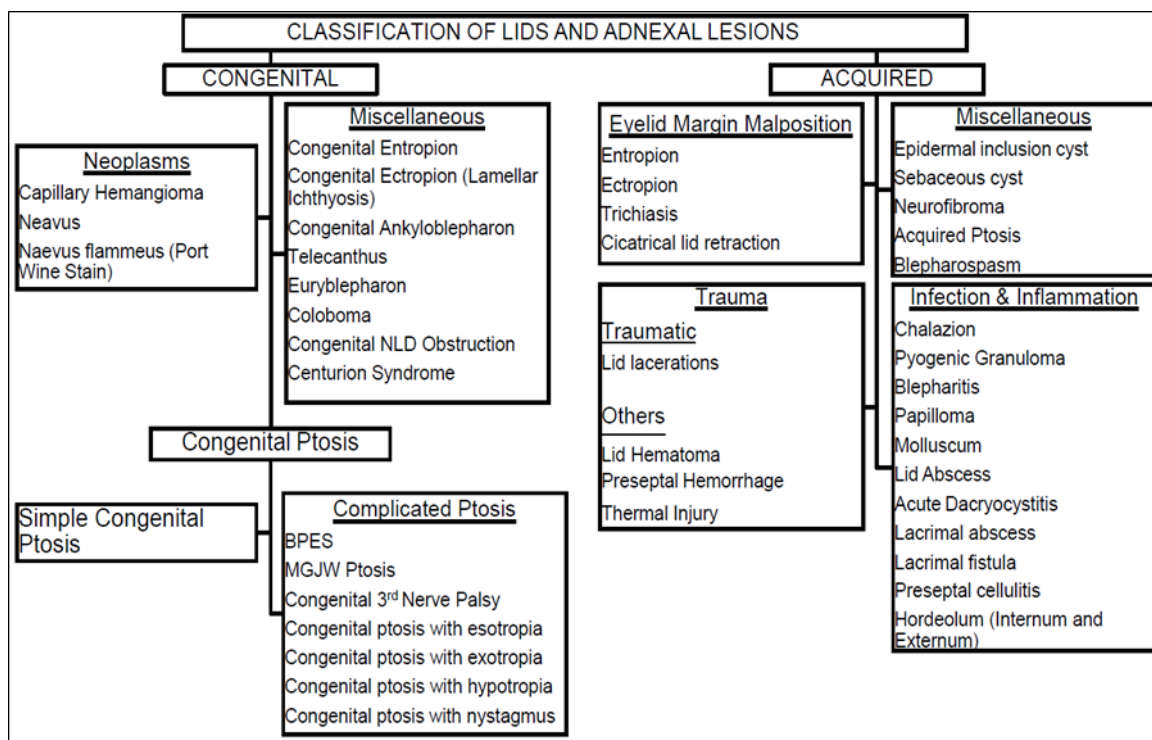 CLASSIFICATION OF LIDS AND ADNEXAL LESIONS
CONGENITAL
Neoplasms
Capillary Hemangioma
Neavus
Naevus flammeus (Port
Wine Stain)
Miscellaneous
Congenital Entropion
Congenital Ectropion (Lamellar
Ichthyosis)
Congenital Ankyloblepharon
Telecanthus
Euryblepharon
Coloboma
Congenital NLD Obstruction
Centurion Syndrome
Congenital Ptosis
Simple Congenital
Ptosis
Complicated Ptosis
BPES
MGJW Ptosis
Congenital 3rd Nerve Palsy
Congenital ptosis with esotropia
Congenital ptosis with exotropia
Congenital ptosis with hypotropia
Congenital ptosis with nystagmus
ACQUIRED
Eyelid Margin Malposition
Entropion
Ectropion
Trichiasis
Cicatrical lid retraction
Miscellaneous
Epidermal inclusion cyst
Sebaceous cyst
Neurofibroma
Acquired Ptosis
Blepharospasm
Trauma
Traumatic
Lid lacerations
Others
Lid Hematoma
Preseptal Hemorrhage
Thermal Injury
Infection & Inflammation
Chalazion
Pyogenic Granuloma
Blepharitis
Papilloma
Molluscum
Lid Abscess
Acute Dacryocystitis
Lacrimal abscess
Lacrimal fistula
Preseptal cellulitis
Hordeolum (Internum and
Externum)